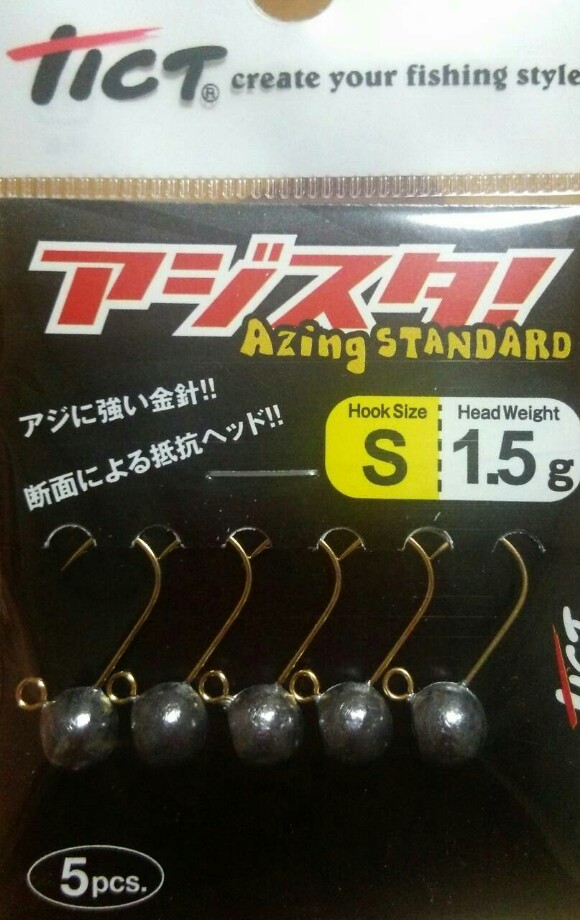 TICT® create your fishing style
アジスタ!
Azing STANDARD
アジに強い金針!!
断面による抵抗ヘッド!!
Hook Size
S
Head Weight
1.5g
TICT
5pcs.